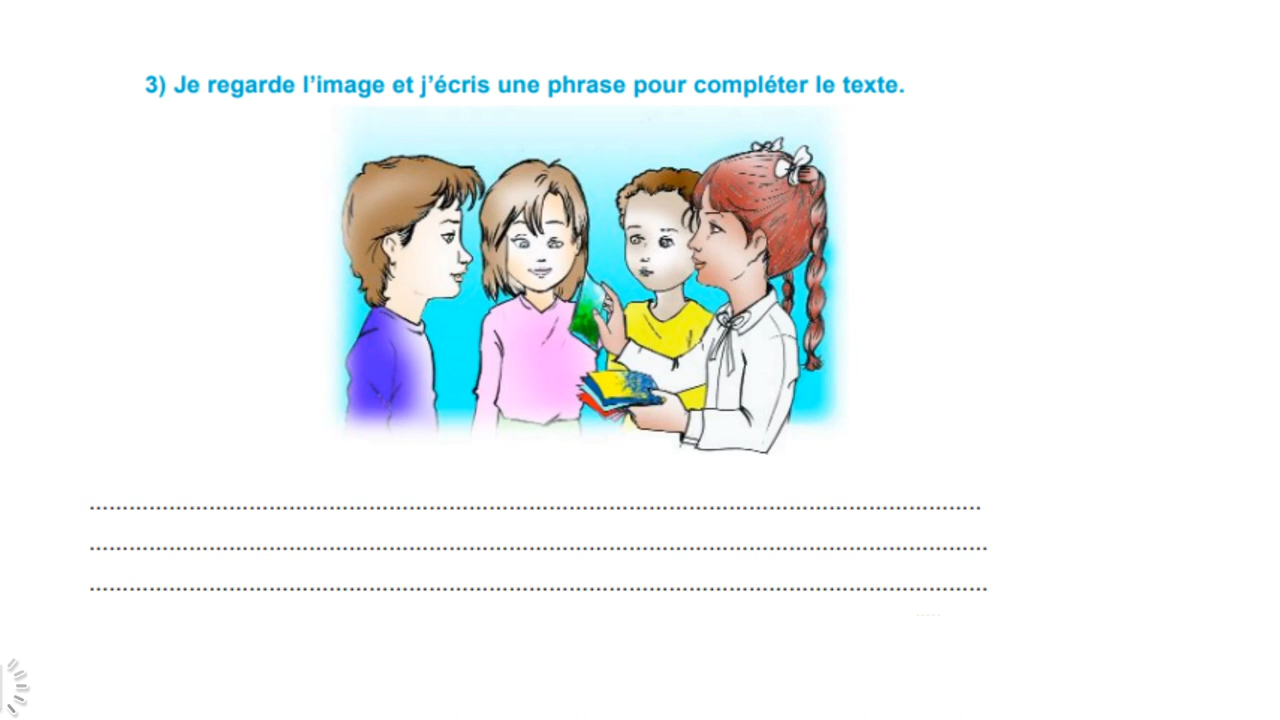 3) Je regarde l’image et j’écris une phrase pour compléter le texte.